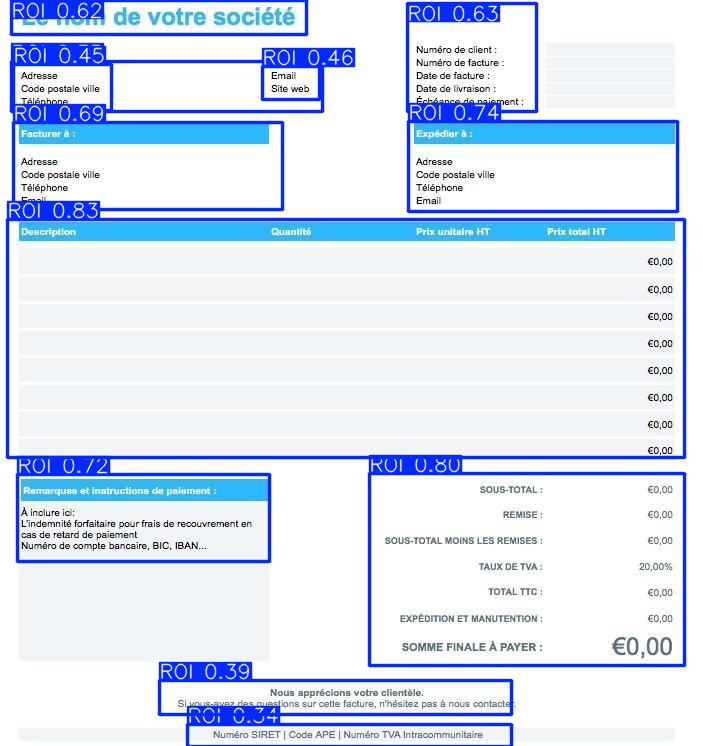 ROI 0.62
de votre société
ROI 0.63
Numéro de client :
Numéro de facture :
Date de facture :
Date de livraison :
Échéance de paiement :
ROI 0.45
Adresse
Code postale ville
Téléphone
ROI 0.46
Email
Site web
ROI 0.69
Facturer à :
Adresse
Code postale ville
Téléphone
Email
ROI 0.74
Expédier à :
Adresse
Code postale ville
Téléphone
Email
ROI 0.83
Description Quantité Prix unitaire HT Prix total HT
€0,00
€0,00
€0,00
€0,00
€0,00
€0,00
€0,00
€0,00
ROI 0.72
Remarques et instructions de paiement :
À inclure ici:
L'indemnité forfaitaire pour frais de recouvrement en
cas de retard de paiement
Numéro de compte bancaire, BIC, IBAN...
ROI 0.80
SOUS-TOTAL : €0,00
REMISE : €0,00
SOUS-TOTAL MOINS LES REMISES : €0,00
TAUX DE TVA : 20,00%
TOTAL TTC : €0,00
EXPÉDITION ET MANUTENTION : €0,00
SOMME FINALE À PAYER : €0,00
ROI 0.39
Nous apprécions votre clientèle.
Si vous-avez des questions sur cette facture, n'hésitez pas à nous contacter.
ROI 0.34
Numéro SIRET | Code APE | Numéro TVA Intracommunitaire